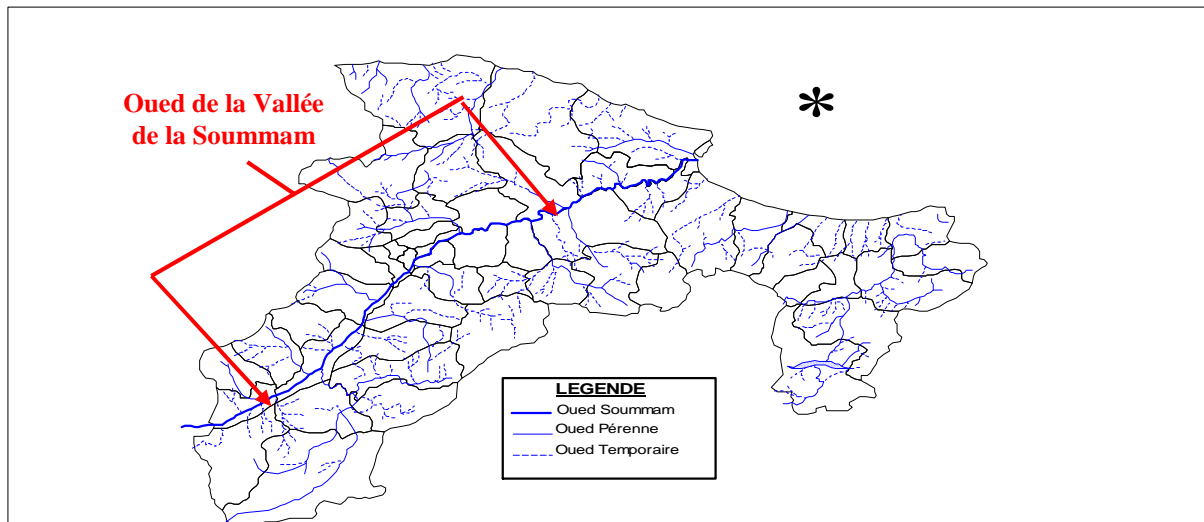 Oued de la Vallée
de la Soummam
LEGENDE
Oued Soummam
Oued Pérenne
Oued Temporaire